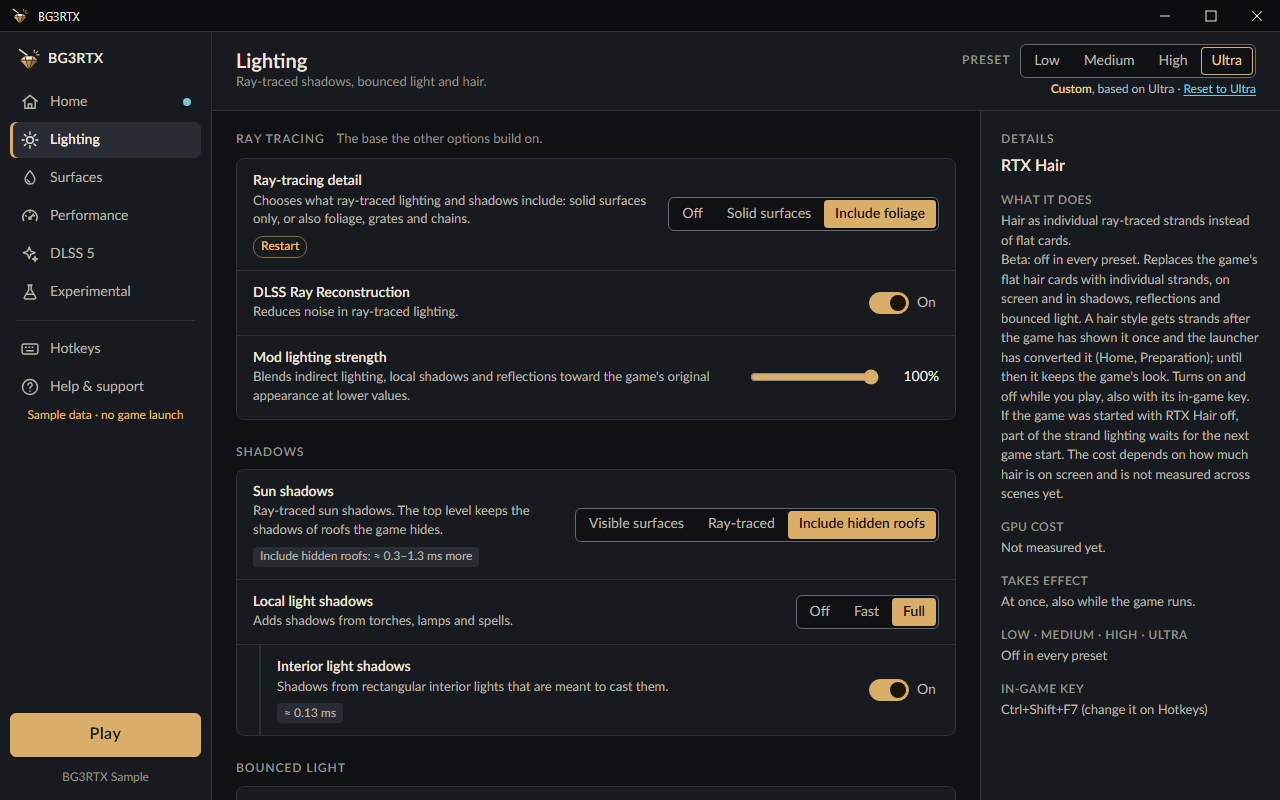 BG3RTX
BG3RTX
Home
Lighting
Surfaces
Performance
DLSS 5
Experimental
Hotkeys
Help & support
Sample data · no game launch
Play
BG3RTX Sample
Lighting
Ray-traced shadows, bounced light and hair.
PRESET Low Medium High Ultra
Custom, based on Ultra · Reset to Ultra
RAY TRACING The base the other options build on.
Ray-tracing detail
Chooses what ray-traced lighting and shadows include: solid surfaces
only, or also foliage, grates and chains.
Restart
Off Solid surfaces Include foliage
DLSS Ray Reconstruction
Reduces noise in ray-traced lighting.
On
Mod lighting strength
Blends indirect lighting, local shadows and reflections toward the game's original
appearance at lower values.
100%
SHADOWS
Sun shadows
Ray-traced sun shadows. The top level keeps the
shadows of roofs the game hides.
Include hidden roofs: ≈ 0.3–1.3 ms more
Visible surfaces Ray-traced Include hidden roofs
Local light shadows
Adds shadows from torches, lamps and spells.
Off Fast Full
Interior light shadows
Shadows from rectangular interior lights that are meant to cast them.
≈ 0.13 ms
On
BOUNCED LIGHT
DETAILS
RTX Hair
WHAT IT DOES
Hair as individual ray-traced strands instead
of flat cards.
Beta: off in every preset. Replaces the game's
flat hair cards with individual strands, on
screen and in shadows, reflections and
bounced light. A hair style gets strands after
the game has shown it once and the launcher
has converted it (Home, Preparation); until
then it keeps the game's look. Turns on and
off while you play, also with its in-game key.
If the game was started with RTX Hair off,
part of the strand lighting waits for the next
game start. The cost depends on how much
hair is on screen and is not measured across
scenes yet.
GPU COST
Not measured yet.
TAKES EFFECT
At once, also while the game runs.
LOW · MEDIUM · HIGH · ULTRA
Off in every preset
IN-GAME KEY
Ctrl+Shift+F7 (change it on Hotkeys)